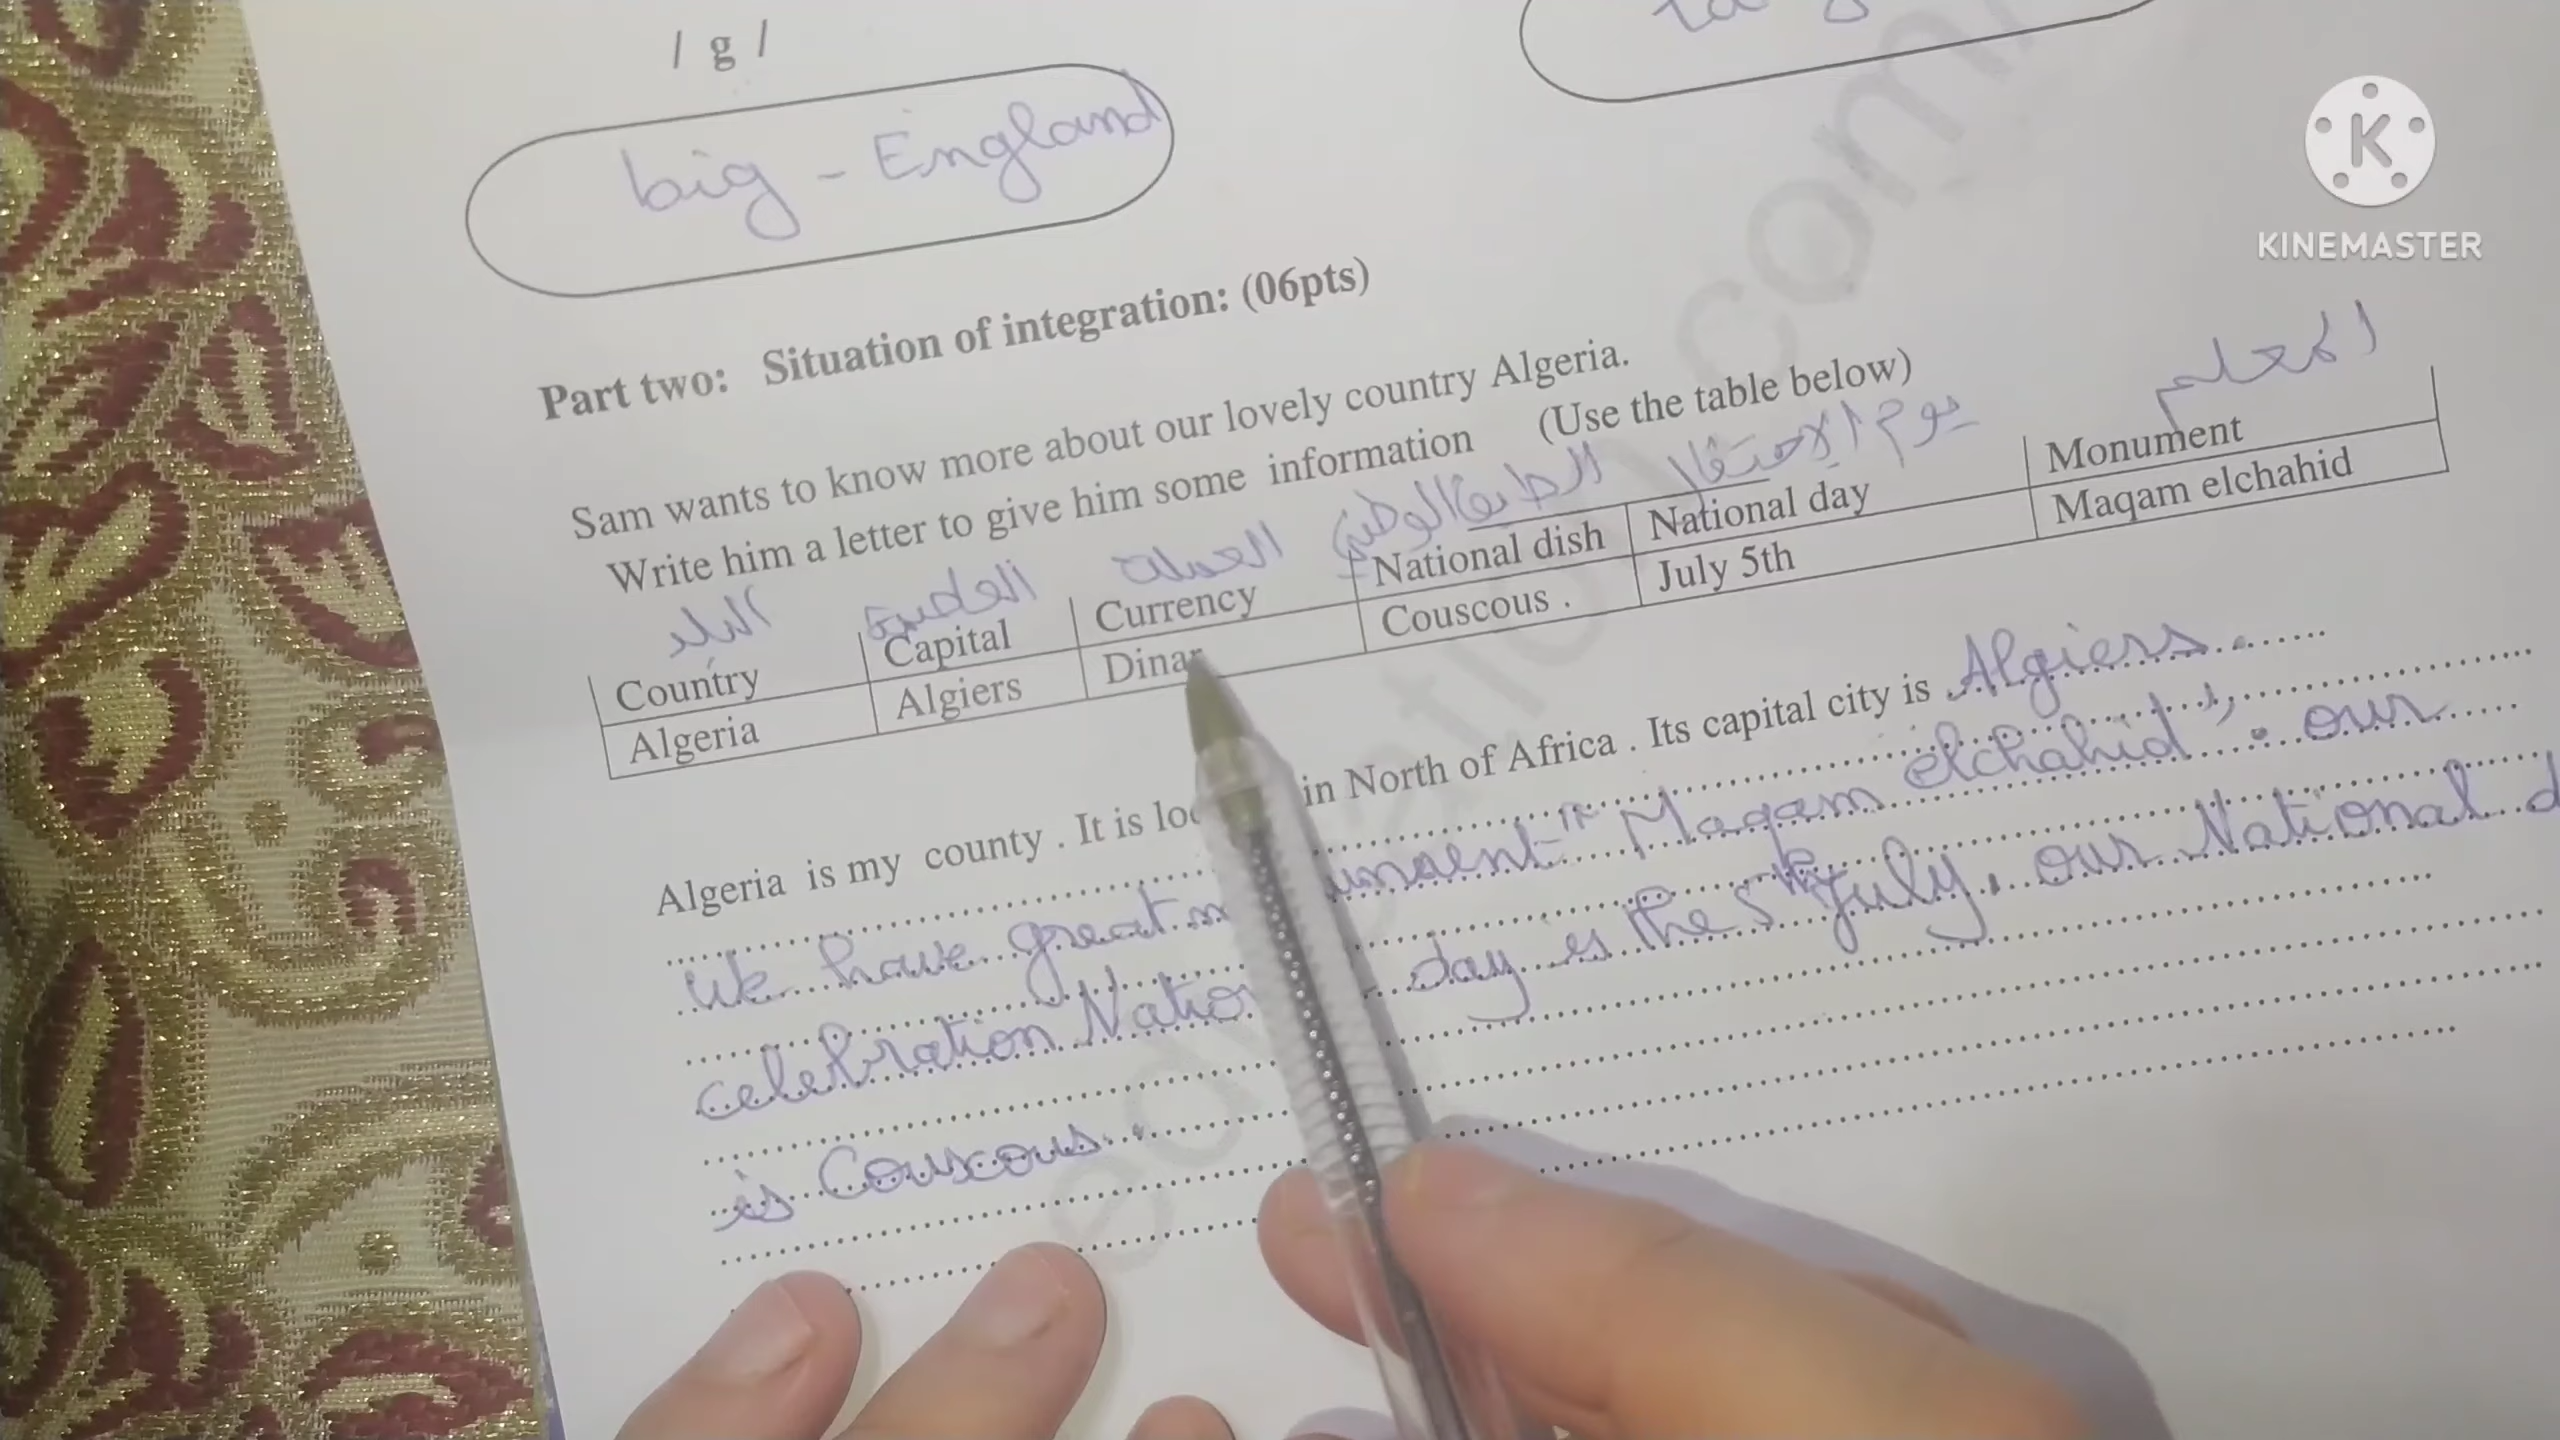 / g /
big - England
KINEMASTER
Part two: Situation of integration: (06pts)
Sam wants to know more about our lovely country Algeria.
Write him a letter to give him some information (Use the table below)
البلد العاصمة العملة الطبق الوطني يوم الإحتقال المعلم
Country Capital Currency National dish National day Monument
Algeria Algiers Dinar Couscous . July 5th Maqam elchahid
Algeria is my county . It is in North of Africa . Its capital city is Algiers .
We have great "Maqam elchahid". our
celebration day is the 5th July, our National
is Couscous.